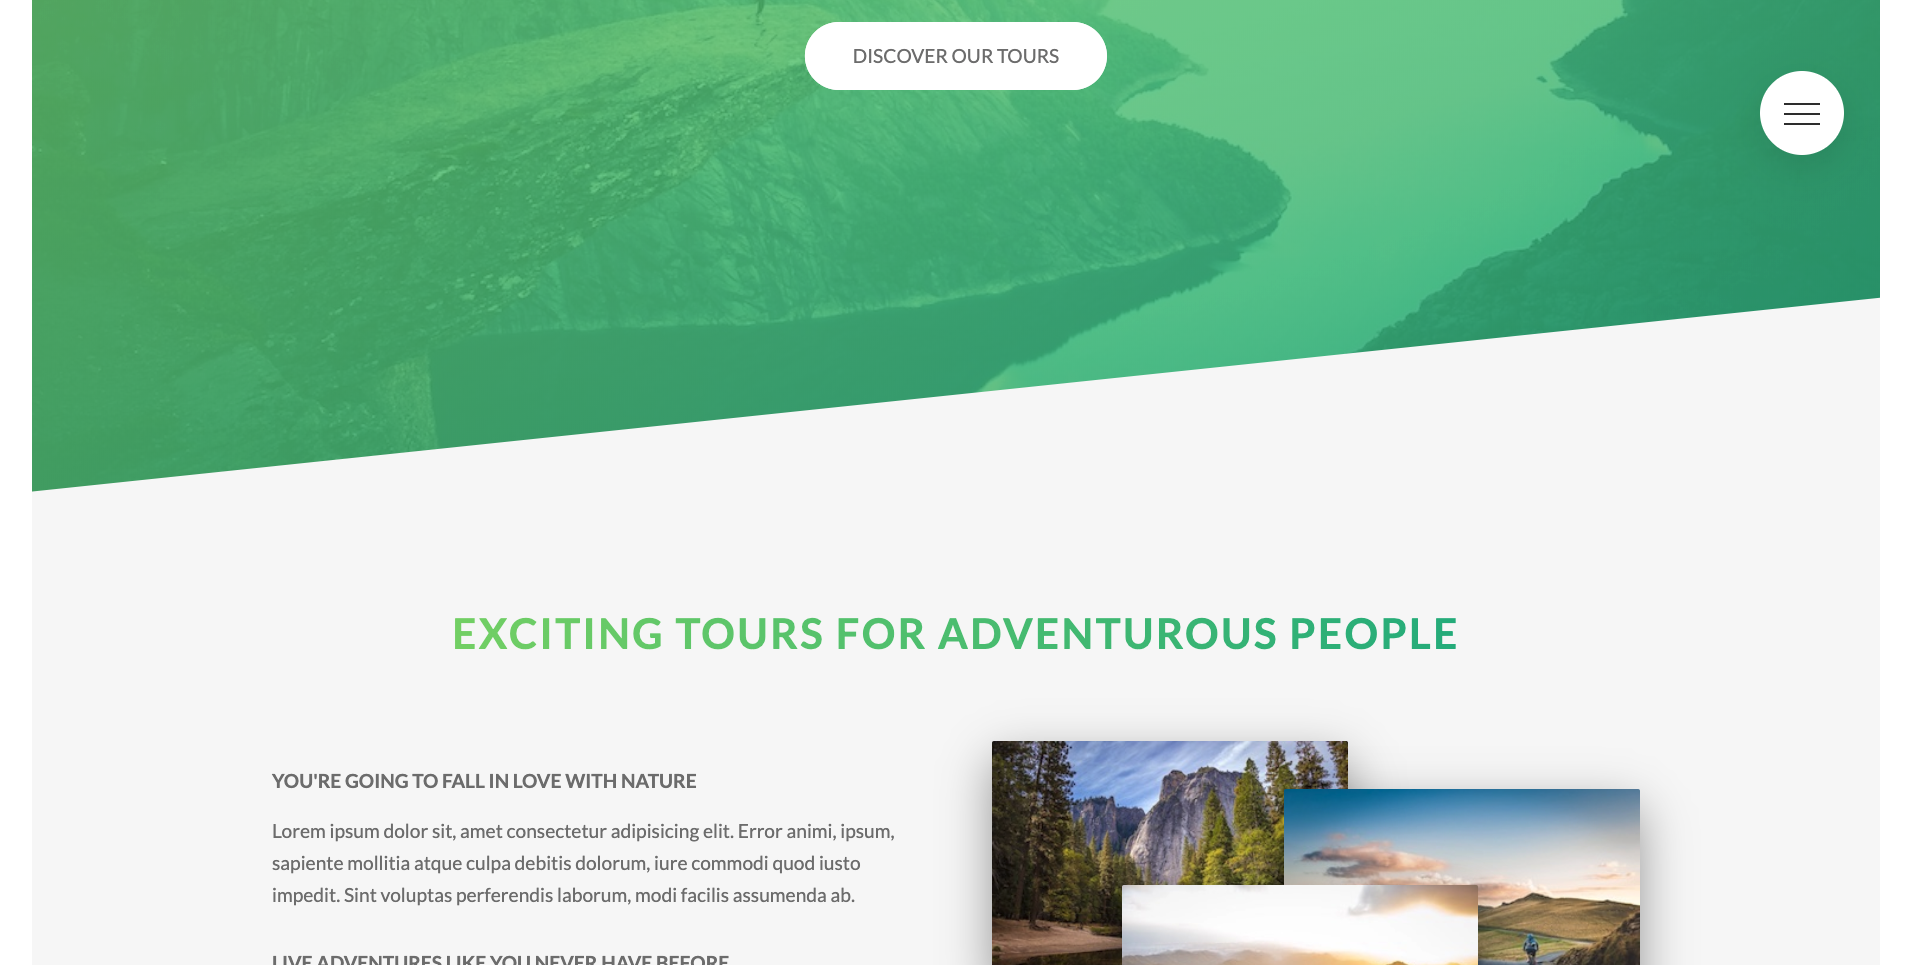 DISCOVER OUR TOURS
EXCITING TOURS FOR ADVENTUROUS PEOPLE
YOU'RE GOING TO FALL IN LOVE WITH NATURE
Lorem ipsum dolor sit, amet consectetur adipisicing elit. Error animi, ipsum,
sapiente mollitia atque culpa debitis dolorum, iure commodi quod iusto
impedit. Sint voluptas perferendis laborum, modi facilis assumenda ab.
LIVE ADVENTURES LIKE YOU NEVER HAVE BEFORE